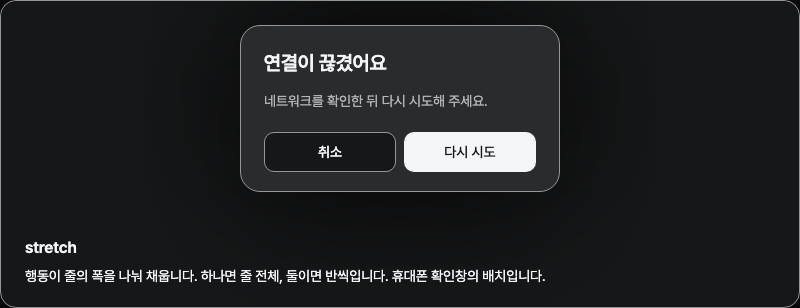 연결이 끊겼어요
네트워크를 확인한 뒤 다시 시도해 주세요.
취소
다시 시도
stretch
행동이 줄의 폭을 나눠 채웁니다. 하나면 줄 전체, 둘이면 반씩입니다. 휴대폰 확인창의 배치입니다.